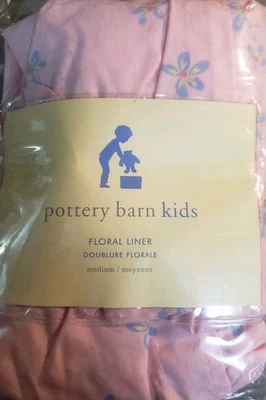 pottery barn kids
FLORAL LINER
DOUBLURE FLORALE
medium / moyenne